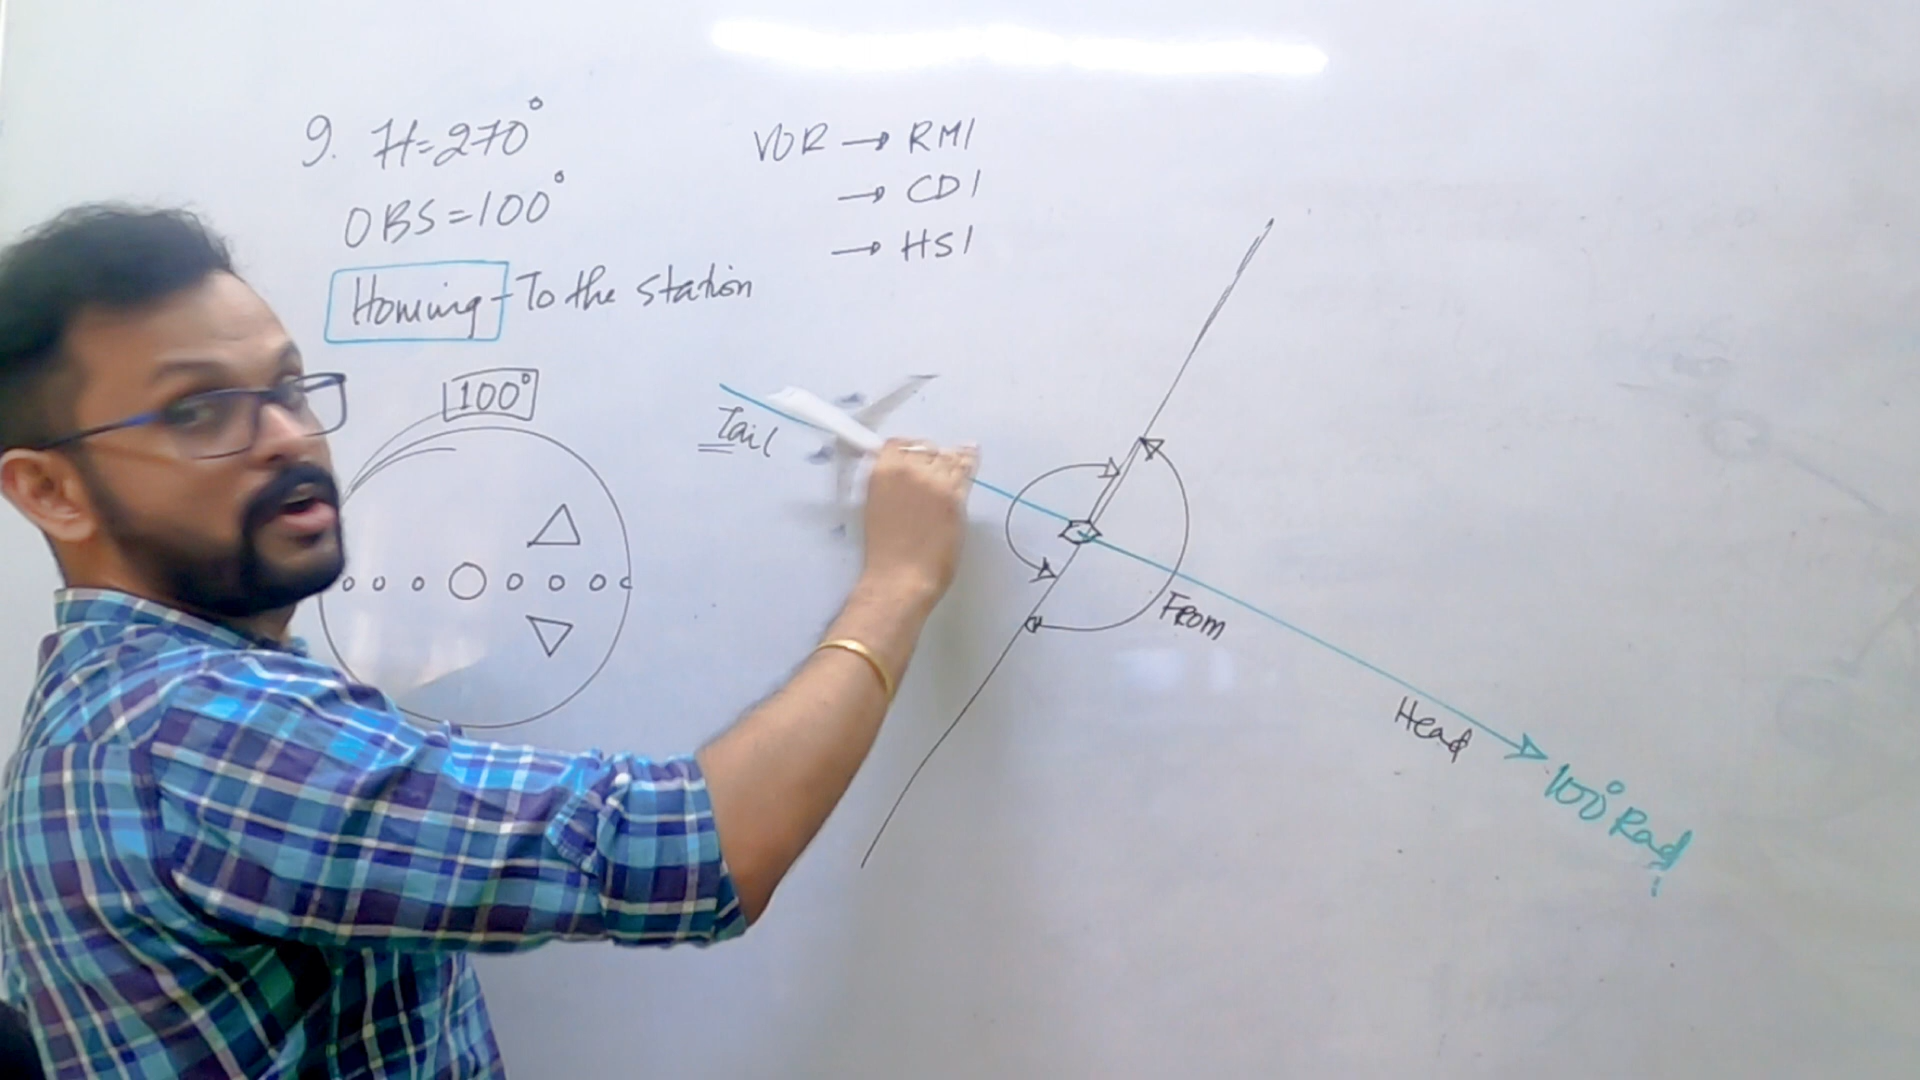 9. H=270°
OBS=100°
Homing - To the station
VOR → RMI
→ CDI
→ HSI
100°
Tail
From
Head
100° Rad